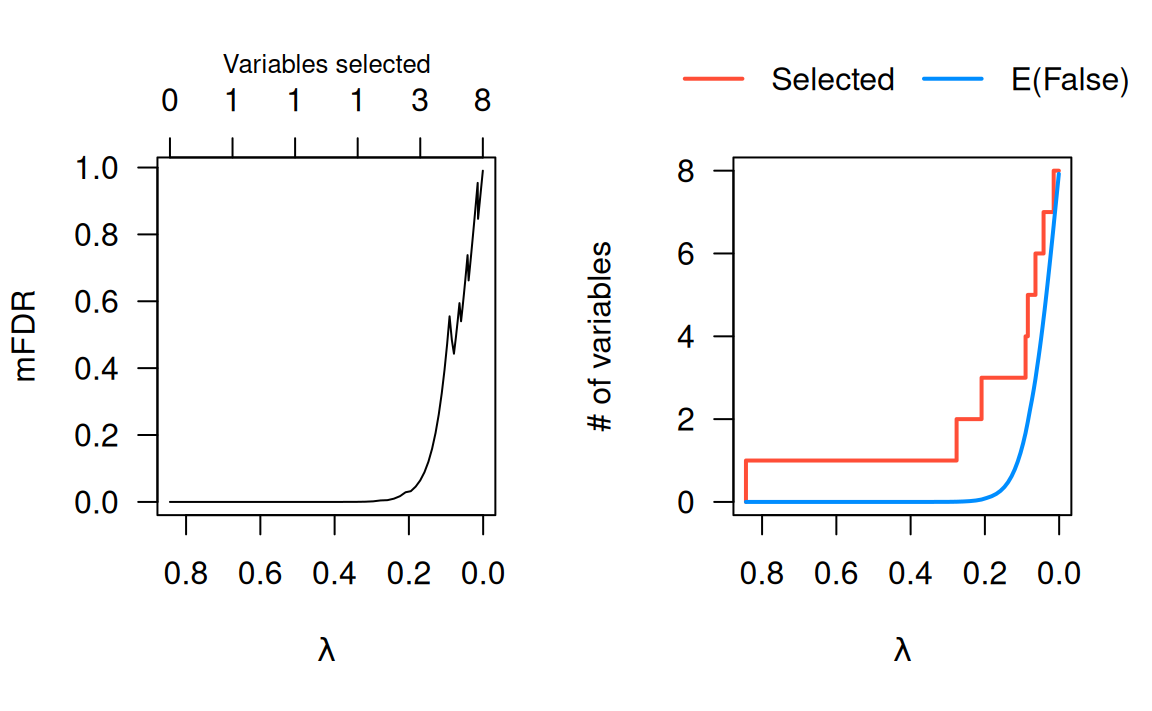 Variables selected
0 1 1 1 3 8
1.0
0.8
0.6
0.4
0.2
0.0
mFDR
0.8 0.6 0.4 0.2 0.0
λ
Selected E(False)
8
6
4
2
0
# of variables
0.8 0.6 0.4 0.2 0.0
λ